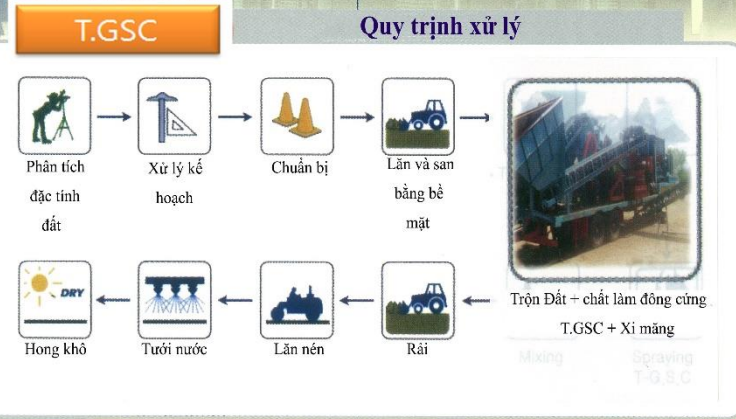 T.GSC
Quy trịnh xử lý
Phân tích
đặc tính
đất
Xử lý kế
hoạch
Chuẩn bị
Lăn và san
bằng bề
mặt
Trộn Đất + chất làm đông cứng
T.GSC + Xi măng
DRY
Hong khô
Tưới nước
Lăn nén
Rải
Mixing
Spraying
T-G,S,C